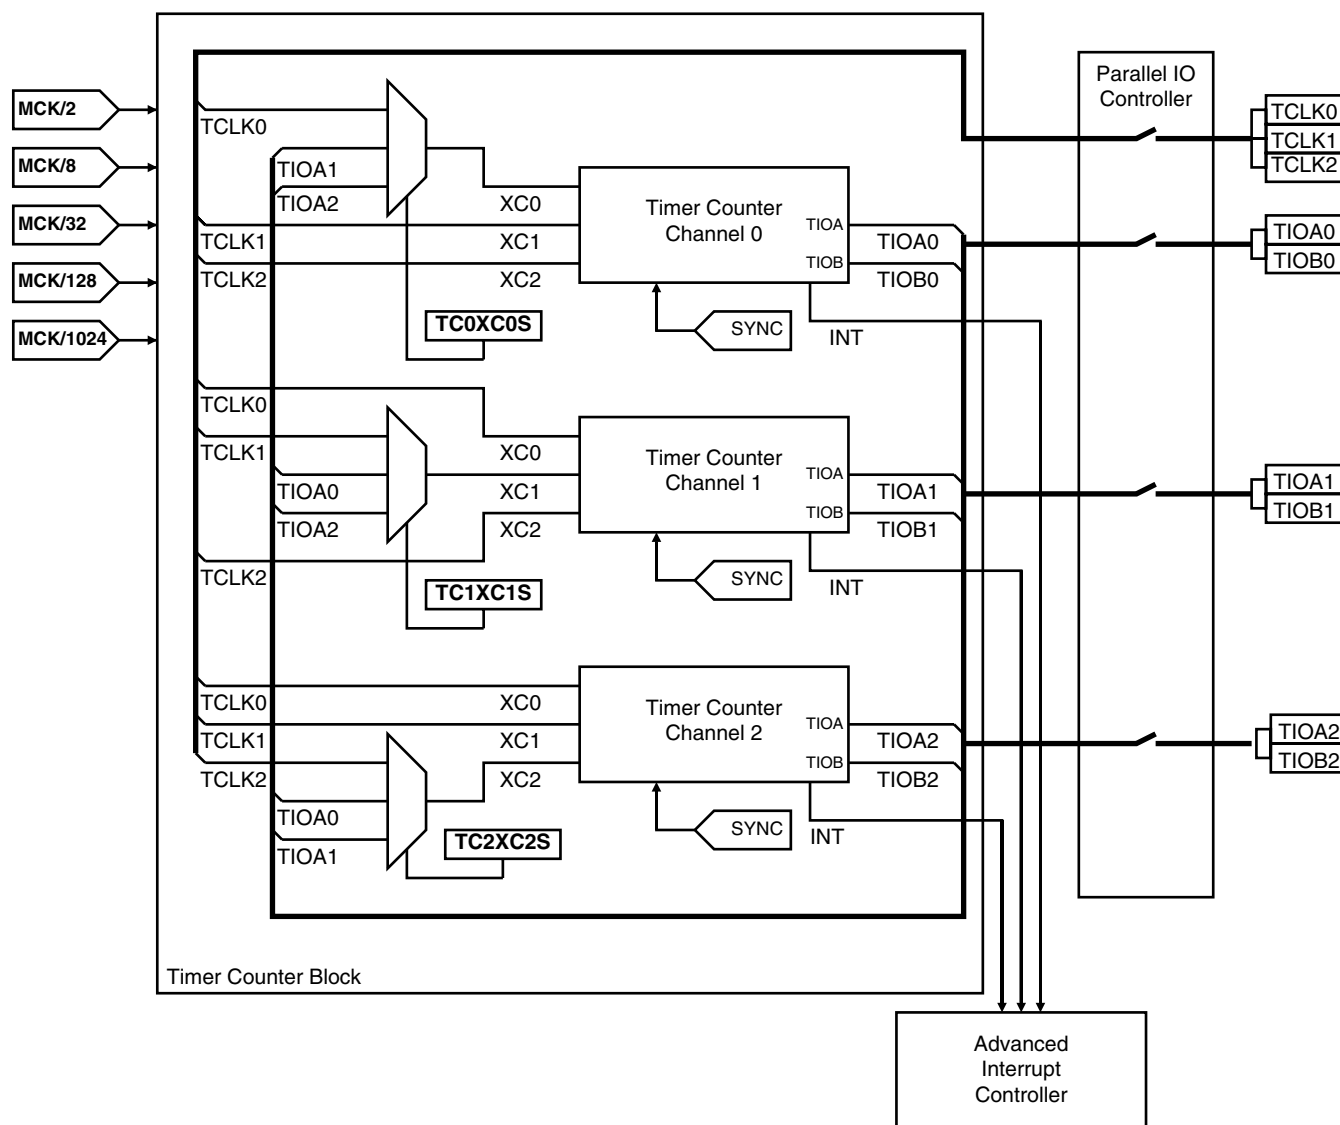 MCK/2
MCK/8
MCK/32
MCK/128
MCK/1024
TCLK0
TIOA1
TIOA2
TCLK1
TCLK2
XC0
XC1
XC2
TC0XC0S
Timer Counter
Channel 0
TIOA
TIOB
TIOA0
TIOB0
SYNC
INT
TCLK0
TCLK1
TIOA0
TIOA2
TCLK2
XC0
XC1
XC2
TC1XC1S
Timer Counter
Channel 1
TIOA
TIOB
TIOA1
TIOB1
SYNC
INT
TCLK0
TCLK1
TCLK2
TIOA0
TIOA1
XC0
XC1
XC2
TC2XC2S
Timer Counter
Channel 2
TIOA
TIOB
TIOA2
TIOB2
SYNC
INT
Timer Counter Block
Parallel IO
Controller
TCLK0
TCLK1
TCLK2
TIOA0
TIOB0
TIOA1
TIOB1
TIOA2
TIOB2
Advanced
Interrupt
Controller